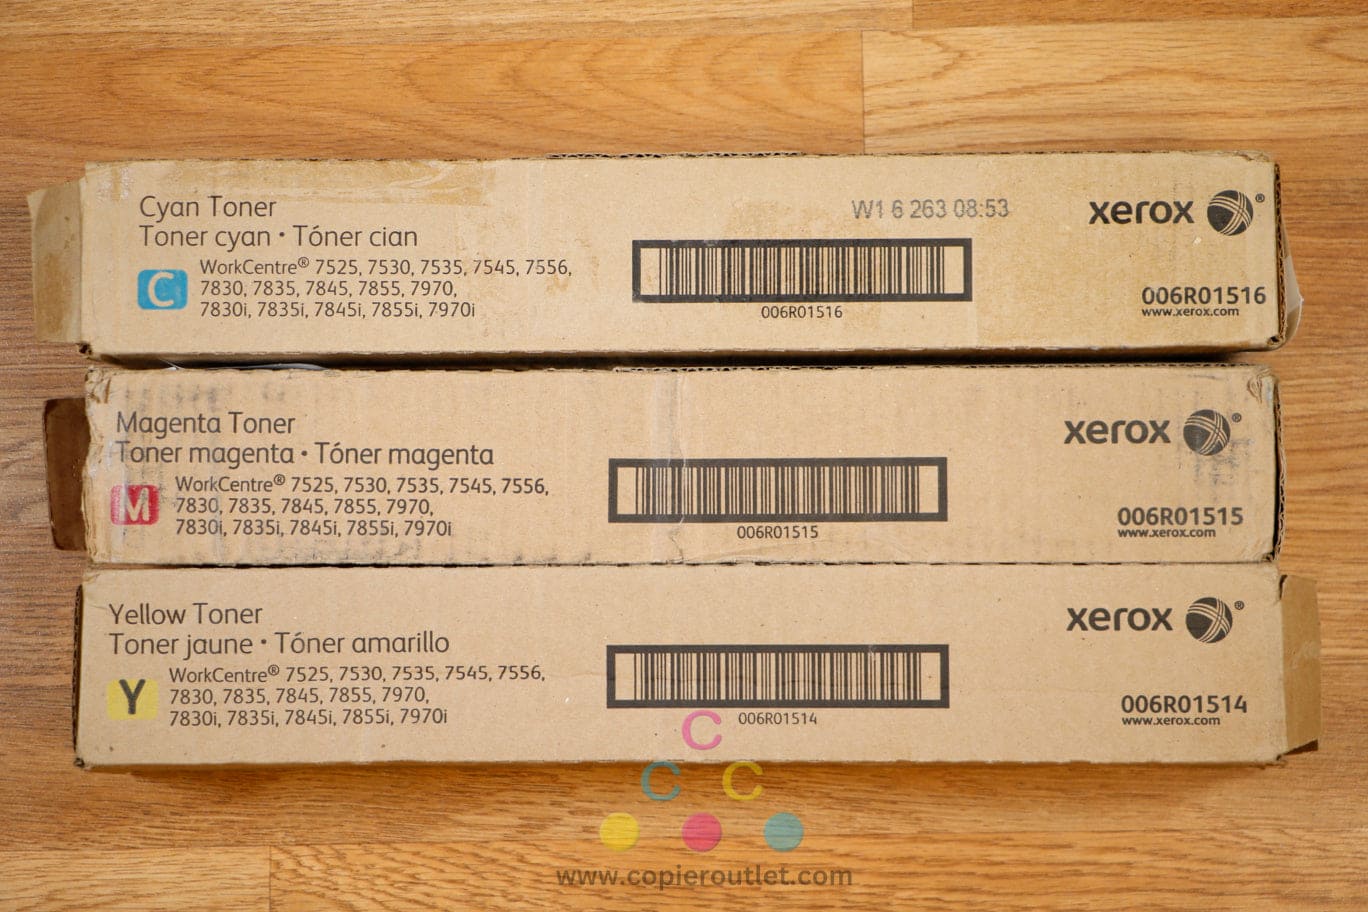 Cyan Toner
Toner cyan • Tóner cian
C
WorkCentre® 7525, 7530, 7535, 7545, 7556,
7830, 7835, 7845, 7855, 7970,
7830i, 7835i, 7845i, 7855i, 7970i
W1 6 263 08:53
006R01516
xerox ®
006R01516
www.xerox.com
Magenta Toner
Toner magenta • Tóner magenta
M
WorkCentre® 7525, 7530, 7535, 7545, 7556,
7830, 7835, 7845, 7855, 7970,
7830i, 7835i, 7845i, 7855i, 7970i
006R01515
xerox ®
006R01515
www.xerox.com
Yellow Toner
Toner jaune • Tóner amarillo
Y
WorkCentre® 7525, 7530, 7535, 7545, 7556,
7830, 7835, 7845, 7855, 7970,
7830i, 7835i, 7845i, 7855i, 7970i
006R01514
xerox ®
006R01514
www.xerox.com
C
C C
www.copieroutlet.com